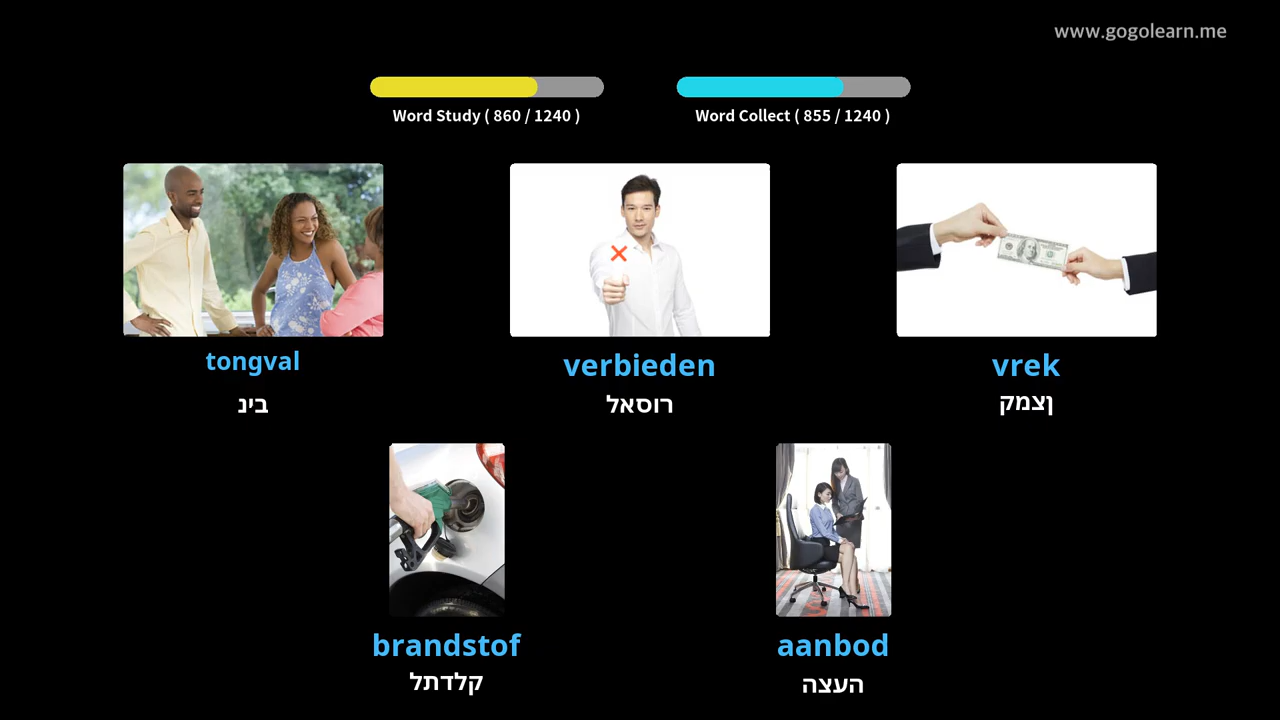 www.gogolearn.me
Word Study ( 860 / 1240 )
Word Collect ( 855 / 1240 )
tongval
בינ
verbieden
רוסאל
vrek
ןצמק
brandstof
קלדתל
aanbod
העצה